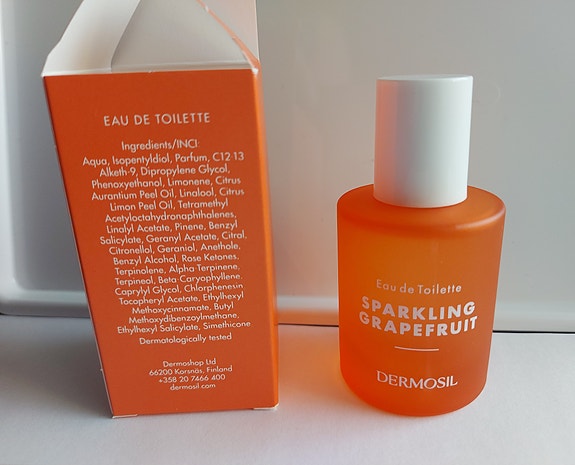 EAU DE TOILETTE
Ingredients/INCI:
Aqua, Isopentyldiol, Parfum, C12-13
Alketh-9, Dipropylene Glycol,
Phenoxyethanol, Limonene, Citrus
Aurantium Peel Oil, Linalool, Citrus
Limon Peel Oil, Tetramethyl
Acetyloctahydronaphthalenes,
Linalyl Acetate, Pinene, Benzyl
Salicylate, Geranyl Acetate, Citral,
Citronellol, Geraniol, Anethole,
Benzyl Alcohol, Rose Ketones,
Terpinolene, Alpha-Terpinene,
Terpineol, Beta-Caryophyllene,
Caprylyl Glycol, Chlorphenesin
Tocopheryl Acetate, Ethylhexyl
Methoxycinnamate, Butyl
Methoxydibenzoylmethane,
Ethylhexyl Salicylate, Simethicone
Dermatologically tested
Dermoshop Ltd
66200 Korsnäs, Finland
+358 20 7466 400
dermosil.com
Eau de Toilette
SPARKLING
GRAPEFRUIT
DERMOSIL